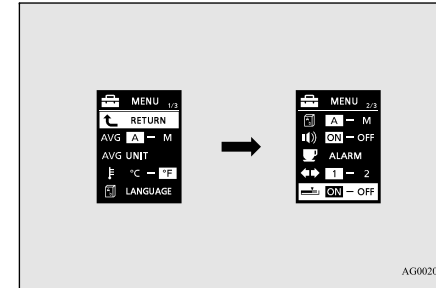 MENU 1/3
RETURN
AVG A – M
AVG UNIT
°C – °F
LANGUAGE
MENU 2/3
A – M
ON – OFF
ALARM
1 – 2
ON – OFF
AG0020